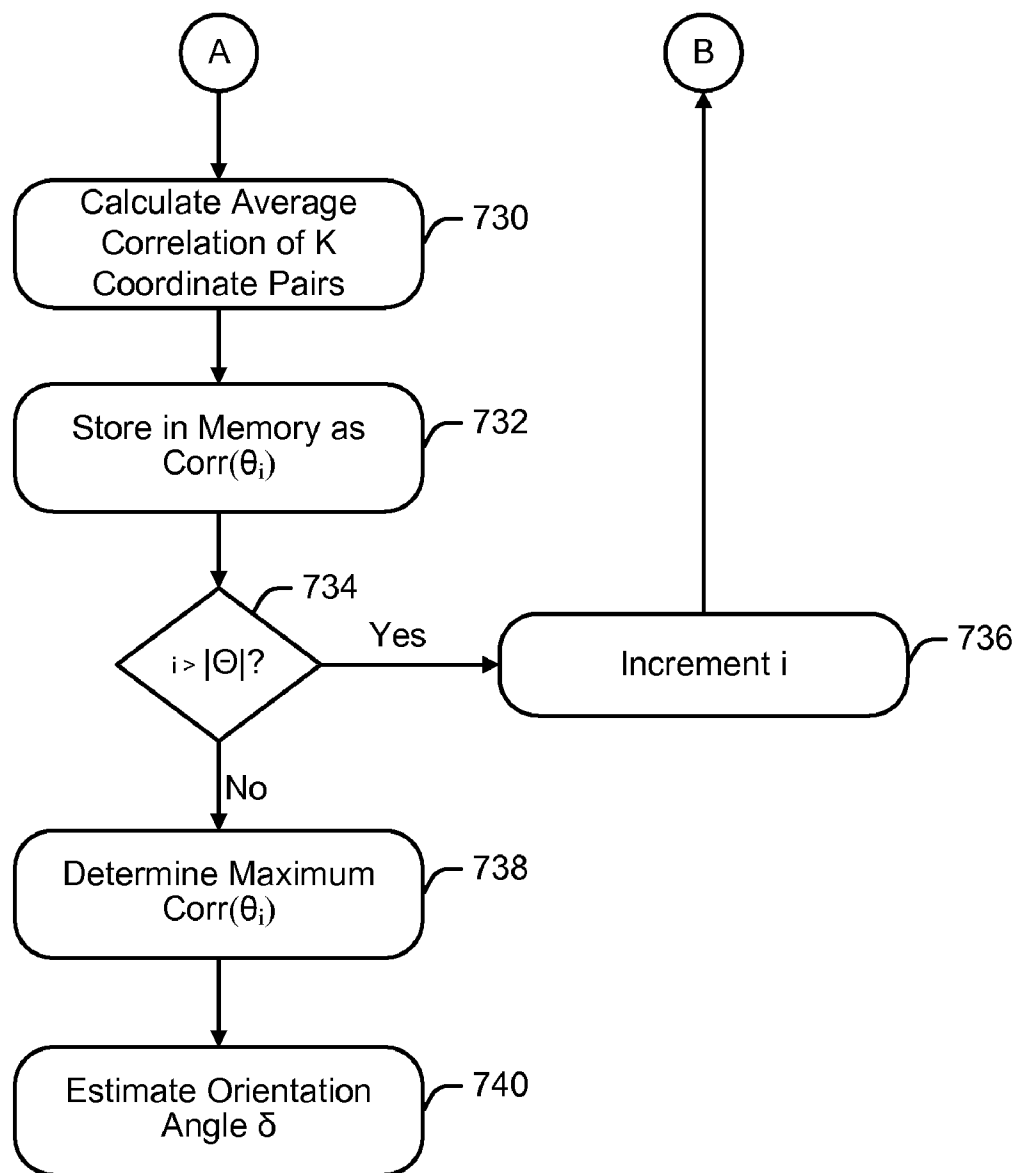 A
B
Calculate Average
Correlation of K
Coordinate Pairs
730
Store in Memory as
Corr(θi)
732
734
i > |Θ|?
Yes
Increment i
736
No
Determine Maximum
Corr(θi)
738
Estimate Orientation
Angle δ
740